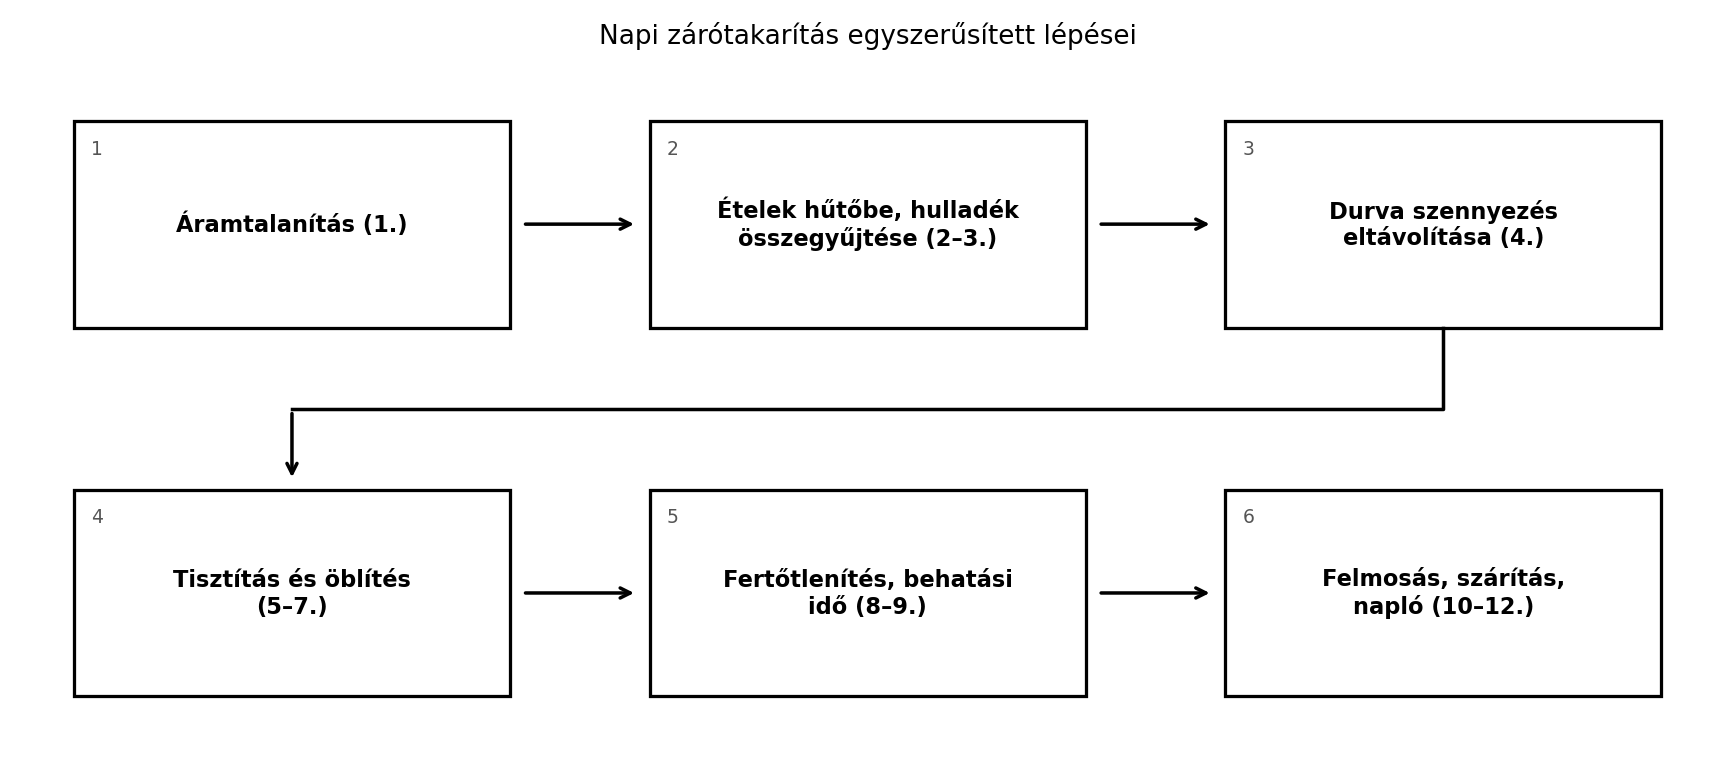 Napi zárótakarítás egyszerűsített lépései
1
Áramtalanítás (1.)
2
Ételek hűtőbe, hulladék
összegyűjtése (2–3.)
3
Durva szennyezés
eltávolítása (4.)
4
Tisztítás és öblítés
(5–7.)
5
Fertőtlenítés, behatási
idő (8–9.)
6
Felmosás, szárítás,
napló (10–12.)